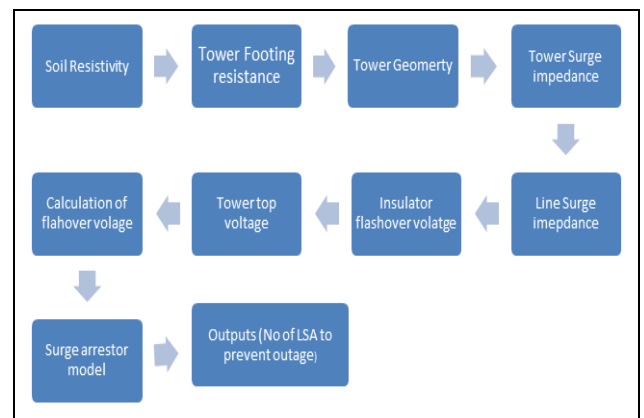 Soil Resistivity
Tower Footing
resistance
Tower Geomerty
Tower Surge
impedance
Line Surge
imepdance
Insulator
flashover volatge
Tower top
voltage
Calculation of
flahover volage
Surge arrestor
model
Outputs (No of LSA to
prevent outage)